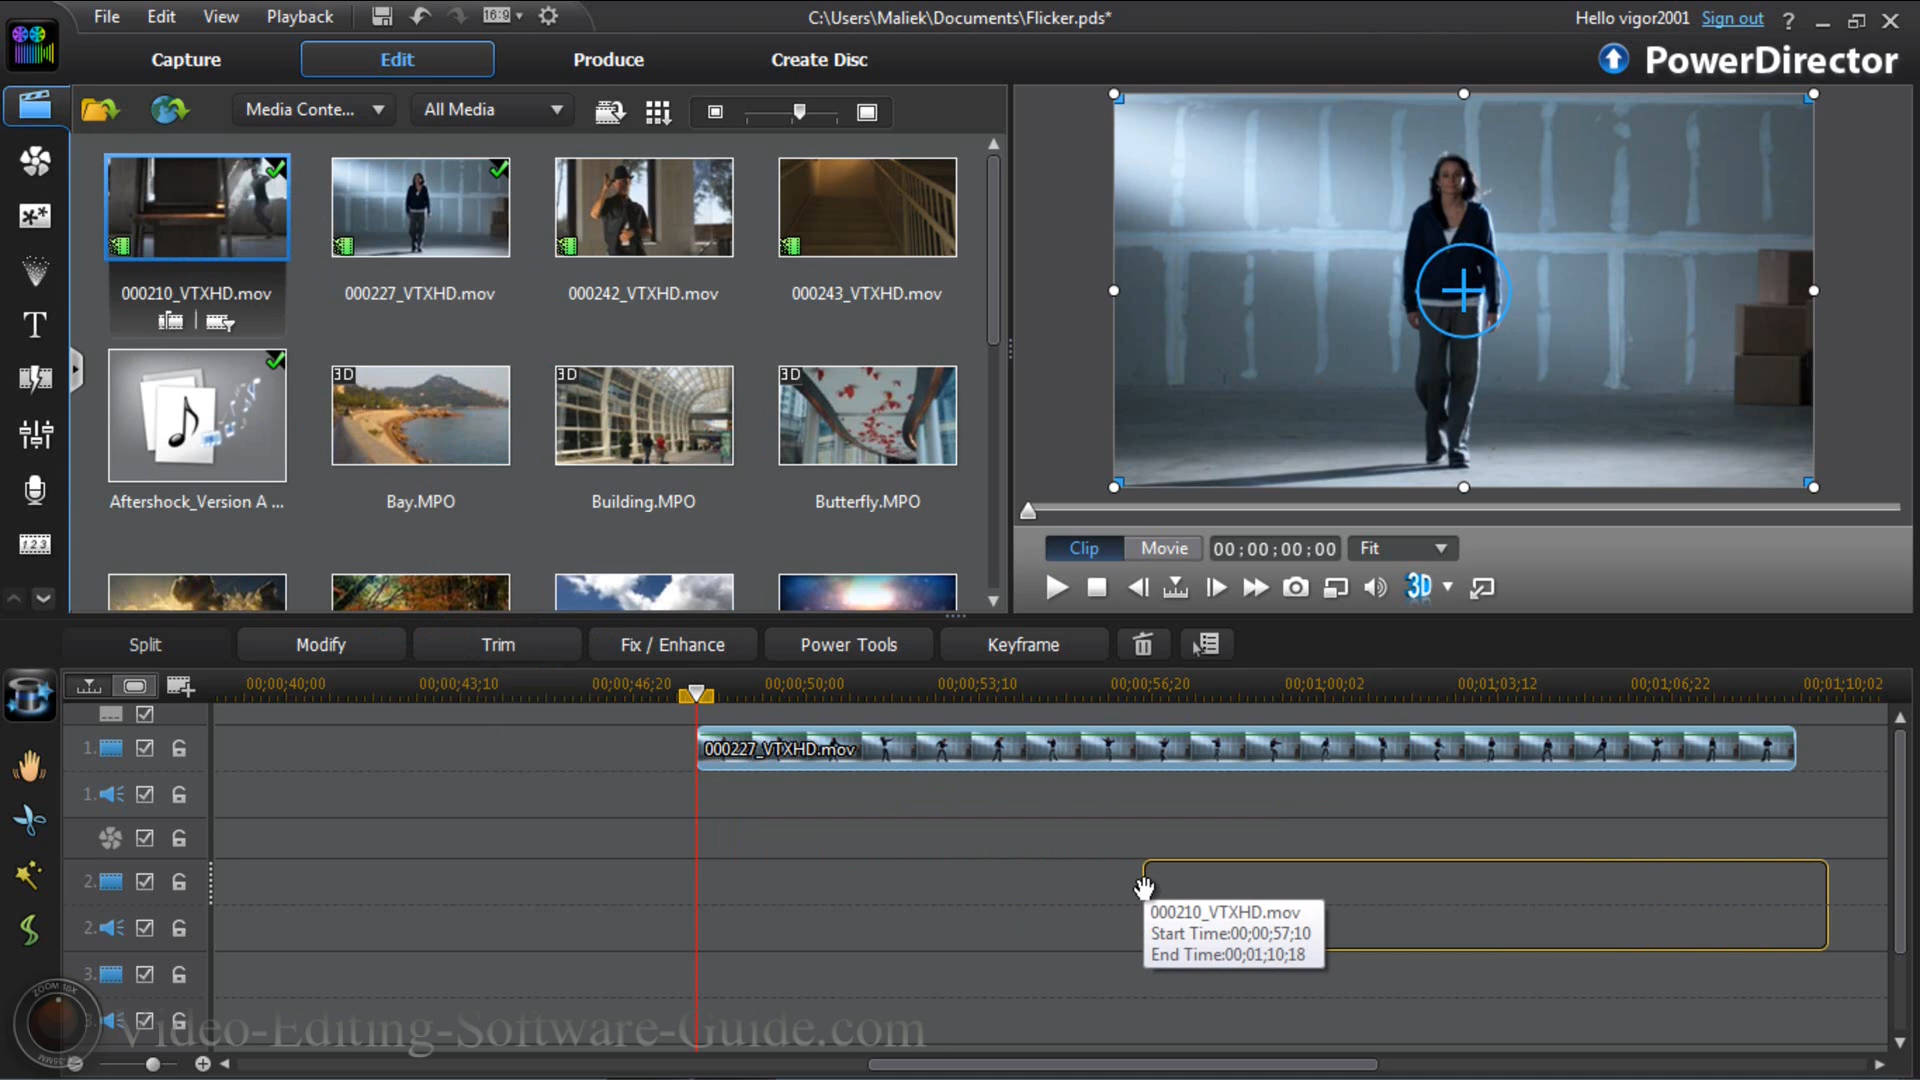 File Edit View Playback 16:9 C:\Users\Maliek\Documents\Flicker.pds* Hello vigor2001 Sign out ?
Capture Edit Produce Create Disc PowerDirector
Media Conte... All Media
000210_VTXHD.mov 000227_VTXHD.mov 000242_VTXHD.mov 000243_VTXHD.mov
3D 3D 3D
Aftershock_Version A ... Bay.MPO Building.MPO Butterfly.MPO
Clip Movie 00;00;00;00 Fit
3D
Split Modify Trim Fix / Enhance Power Tools Keyframe
00;00;40;00 00;00;43;10 00;00;46;20 00;00;50;00 00;00;53;10 00;00;56;20 00;01;00;02 00;01;03;12 00;01;06;22 00;01;10;02
1. 000227_VTXHD.mov
1.
2.
000210_VTXHD.mov
2. Start Time:00;00;57;10
End Time:00;01;10;18
3.
ZOOM 10X
3.
Video-Editing-Software-Guide.com
T
1 2 3